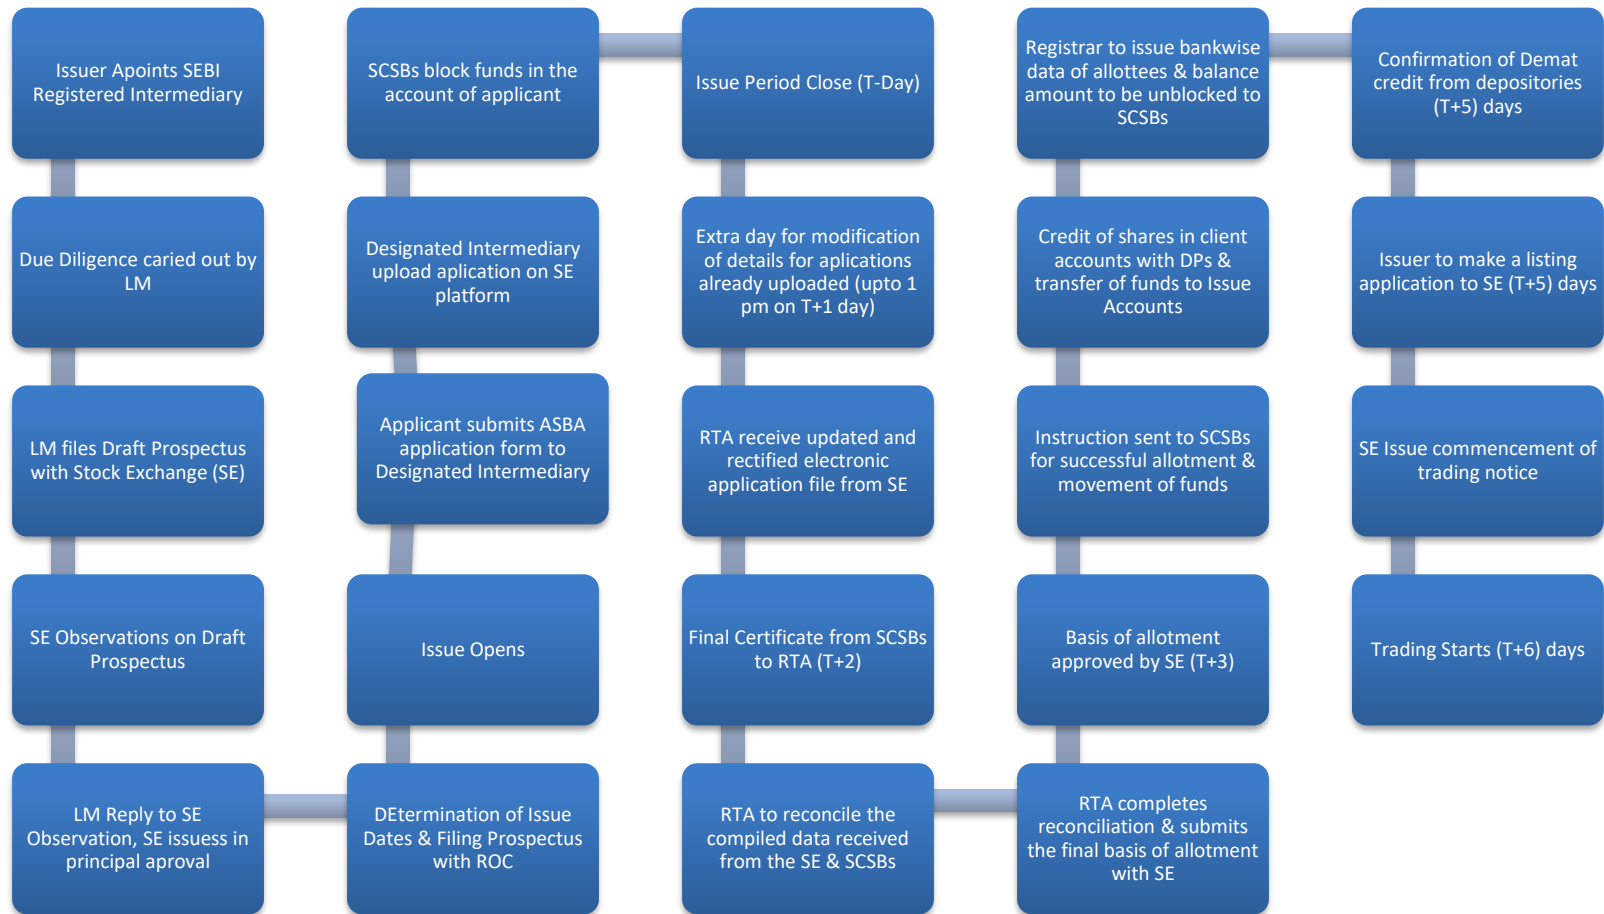 Issuer Apoints SEBI
Registered Intermediary
Due Diligence caried out by
LM
LM files Draft Prospectus
with Stock Exchange (SE)
SE Observations on Draft
Prospectus
LM Reply to SE
Observation, SE issuess in
principal aproval
DEtermination of Issue
Dates & Filing Prospectus
with ROC
Issue Opens
Applicant submits ASBA
application form to
Designated Intermediary
Designated Intermediary
upload aplication on SE
platform
SCSBs block funds in the
account of applicant
Issue Period Close (T-Day)
Extra day for modification
of details for aplications
already uploaded (upto 1
pm on T+1 day)
RTA receive updated and
rectified electronic
application file from SE
Final Certificate from SCSBs
to RTA (T+2)
RTA to reconcile the
compiled data received
from the SE & SCSBs
RTA completes
reconciliation & submits
the final basis of allotment
with SE
Basis of allotment
approved by SE (T+3)
Instruction sent to SCSBs
for successful allotment &
movement of funds
Credit of shares in client
accounts with DPs &
transfer of funds to Issue
Accounts
Registrar to issue bankwise
data of allottees & balance
amount to be unblocked to
SCSBs
Confirmation of Demat
credit from depositories
(T+5) days
Issuer to make a listing
application to SE (T+5) days
SE Issue commencement of
trading notice
Trading Starts (T+6) days